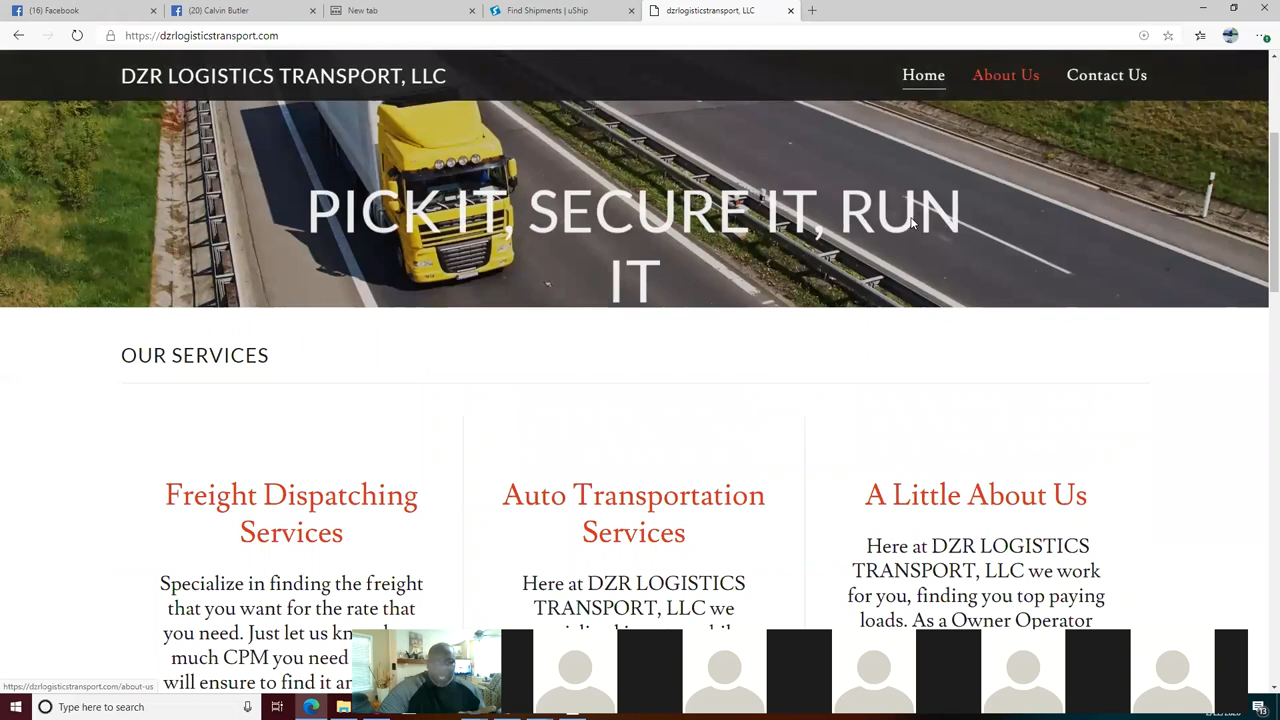 (16) Facebook
(20) Calvin Butler
New tab
Find Shipments | uShip
dzrlogisticstransport, LLC
https://dzrlogisticstransport.com
DZR LOGISTICS TRANSPORT, LLC
Home
About Us
Contact Us
PICK IT, SECURE IT, RUN
IT
OUR SERVICES
Freight Dispatching
Services
Specialize in finding the freight
that you want for the rate that
you need. Just let us
much CPM you need
will ensure to find it
Auto Transportation
Services
Here at DZR LOGISTICS
TRANSPORT, LLC we
A Little About Us
Here at DZR LOGISTICS
TRANSPORT, LLC we work
for you, finding you top paying
loads. As a Owner Operator
https://dzrlogisticstransport.com/about-us
Type here to search